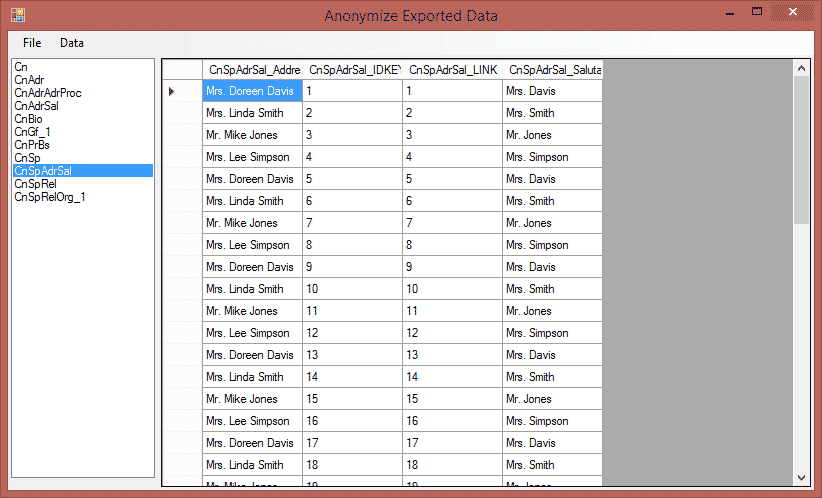 Anonymize Exported Data
File Data
Cn
CnAdr
CnAdrAdrProc
CnAdrSal
CnBio
CnGf_1
CnPrBs
CnSp
CnSpAdrSal
CnSpRel
CnSpRelOrg_1
CnSpAdrSal_Addre CnSpAdrSal_IDKEY CnSpAdrSal_LINK CnSpAdrSal_Saluta
Mrs. Doreen Davis 1 1 Mrs. Davis
Mrs. Linda Smith 2 2 Mrs. Smith
Mr. Mike Jones 3 3 Mr. Jones
Mrs. Lee Simpson 4 4 Mrs. Simpson
Mrs. Doreen Davis 5 5 Mrs. Davis
Mrs. Linda Smith 6 6 Mrs. Smith
Mr. Mike Jones 7 7 Mr. Jones
Mrs. Lee Simpson 8 8 Mrs. Simpson
Mrs. Doreen Davis 9 9 Mrs. Davis
Mrs. Linda Smith 10 10 Mrs. Smith
Mr. Mike Jones 11 11 Mr. Jones
Mrs. Lee Simpson 12 12 Mrs. Simpson
Mrs. Doreen Davis 13 13 Mrs. Davis
Mrs. Linda Smith 14 14 Mrs. Smith
Mr. Mike Jones 15 15 Mr. Jones
Mrs. Lee Simpson 16 16 Mrs. Simpson
Mrs. Doreen Davis 17 17 Mrs. Davis
Mrs. Linda Smith 18 18 Mrs. Smith
Mr. Mike Jones 19 19 Mr. Jones